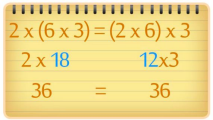 2 x (6 x 3) = (2 x 6) x 3
2 x 18 12x3
36 = 36